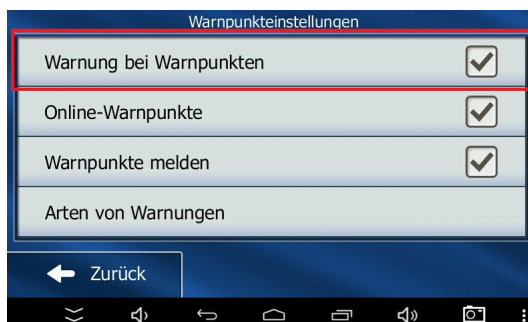 Warnpunkteinstellungen
Warnung bei Warnpunkten
Online-Warnpunkte
Warnpunkte melden
Arten von Warnungen
Zurück